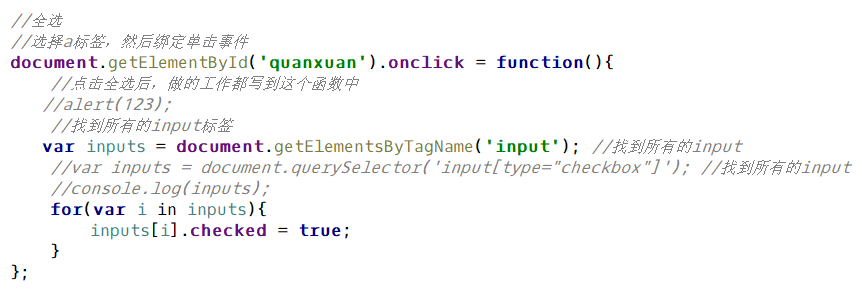 //全选
//选择a标签，然后绑定单击事件
document.getElementById('quanxuan').onclick = function(){
    //点击全选后，做的工作都写到这个函数中
    //alert(123);
    //找到所有的input标签
    var inputs = document.getElementsByTagName('input'); //找到所有的input
    //var inputs = document.querySelector('input[type="checkbox"]'); //找到所有的input
    //console.log(inputs);
    for(var i in inputs){
        inputs[i].checked = true;
    }
};